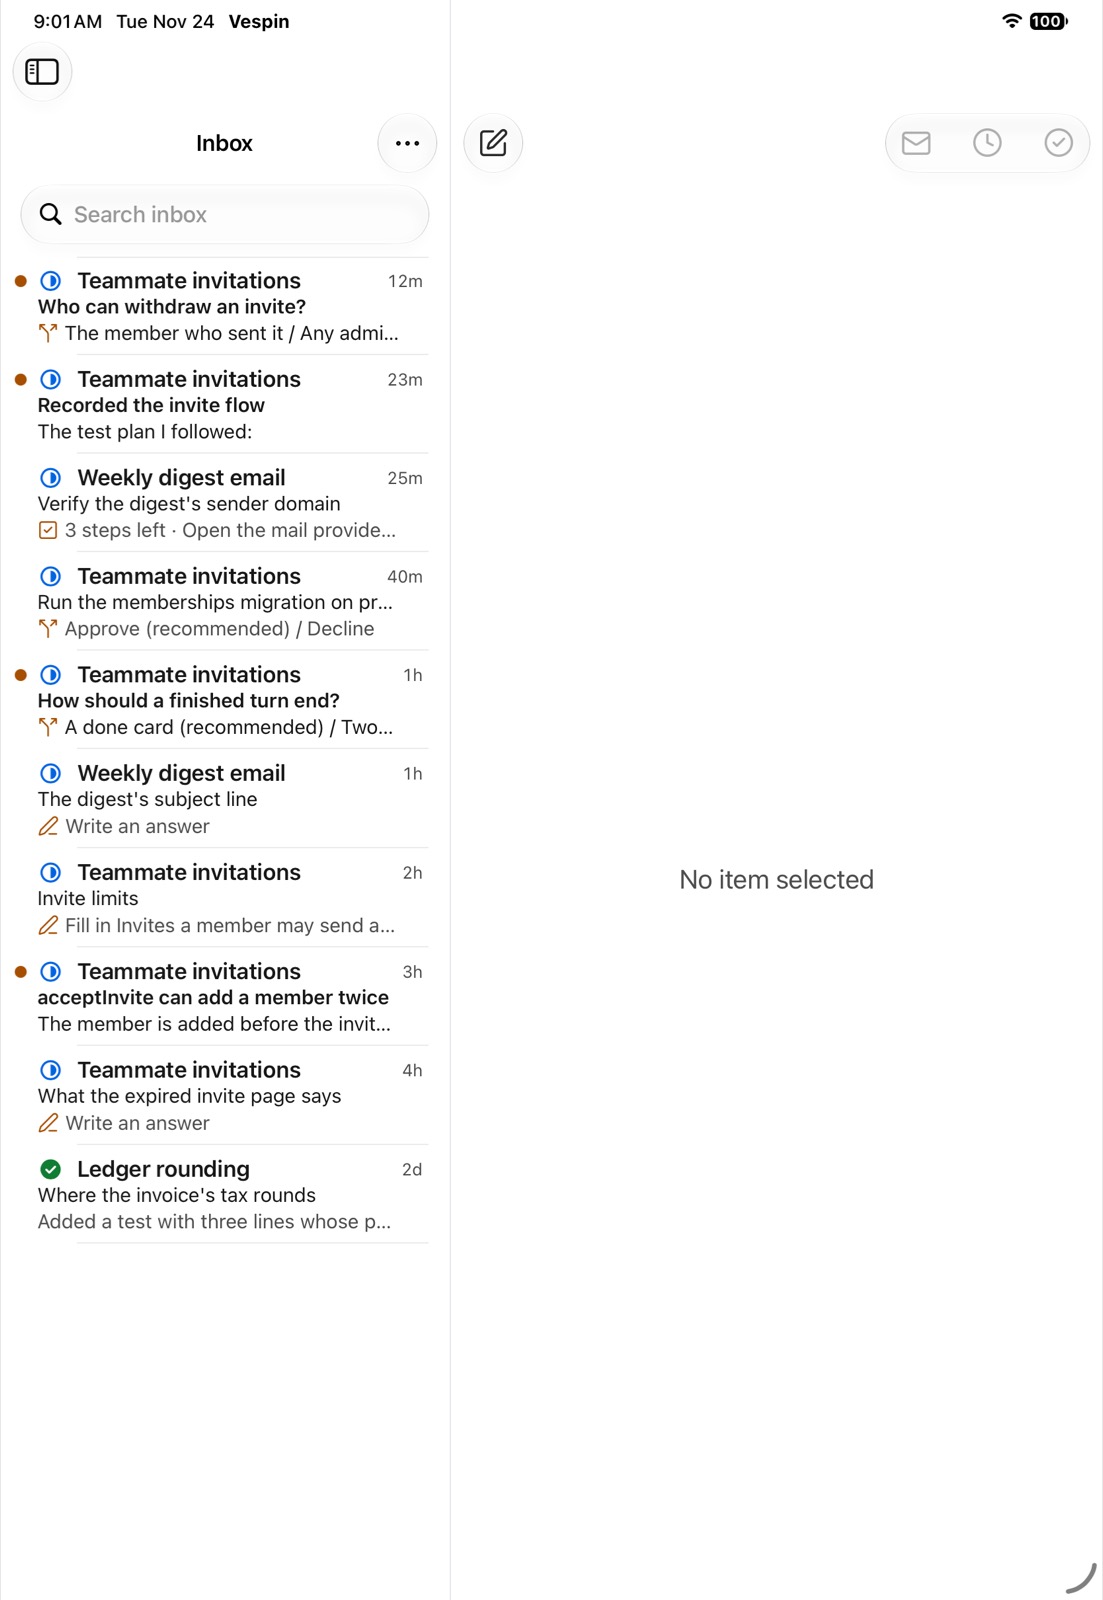 9:01 AM Tue Nov 24 Vespin
100
Inbox
Search inbox
Teammate invitations 12m
Who can withdraw an invite?
The member who sent it / Any admi...
Teammate invitations 23m
Recorded the invite flow
The test plan I followed:
Weekly digest email 25m
Verify the digest's sender domain
3 steps left · Open the mail provide...
Teammate invitations 40m
Run the memberships migration on pr...
Approve (recommended) / Decline
Teammate invitations 1h
How should a finished turn end?
A done card (recommended) / Two...
Weekly digest email 1h
The digest's subject line
Write an answer
Teammate invitations 2h
Invite limits
Fill in Invites a member may send a...
Teammate invitations 3h
acceptInvite can add a member twice
The member is added before the invit...
Teammate invitations 4h
What the expired invite page says
Write an answer
Ledger rounding 2d
Where the invoice's tax rounds
Added a test with three lines whose p...
No item selected